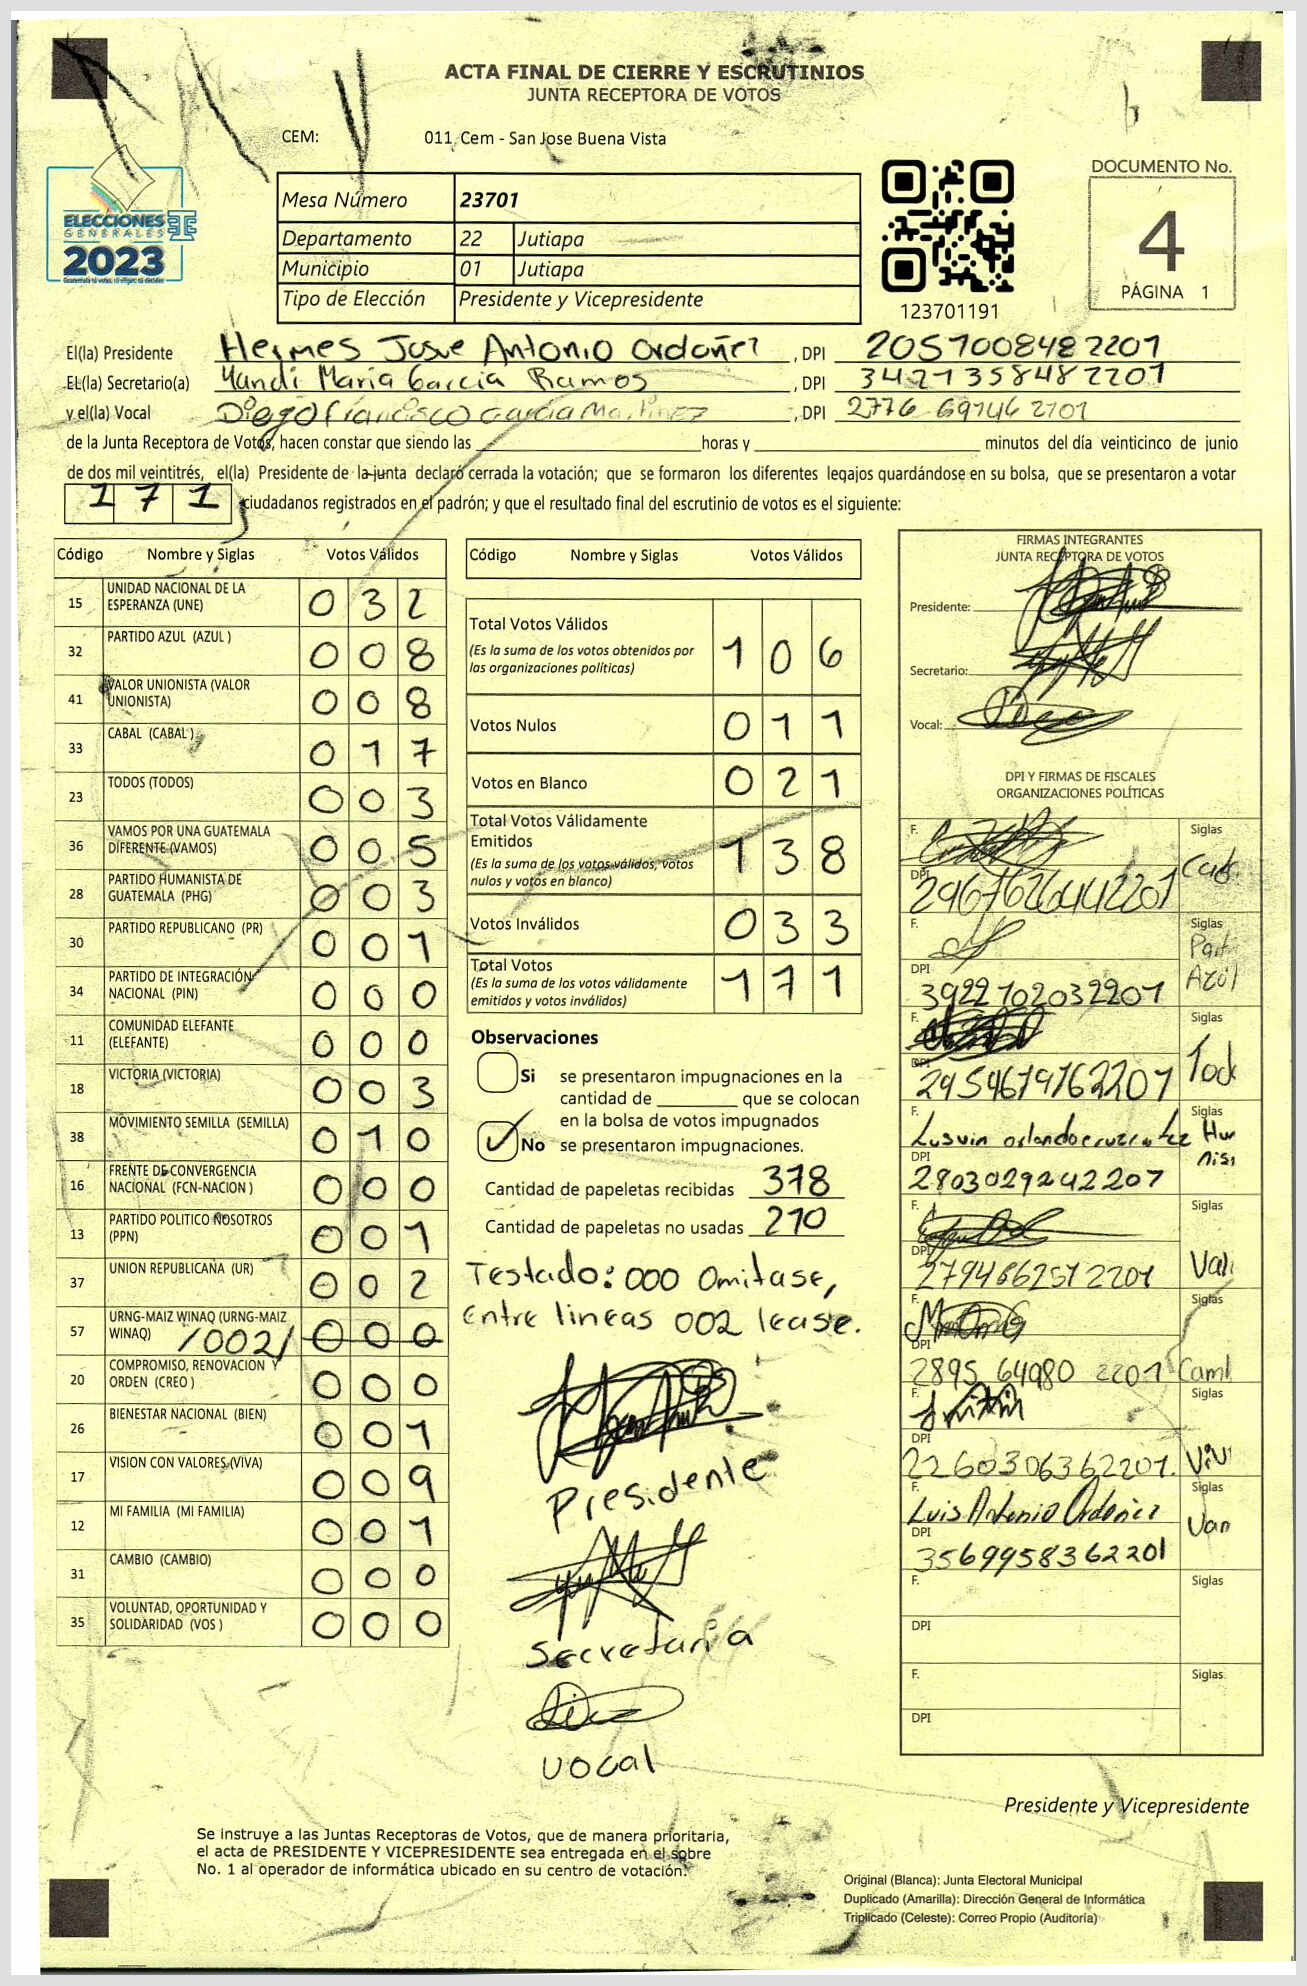 ACTA FINAL DE CIERRE Y ESCRUTINIOS
JUNTA RECEPTORA DE VOTOS
CEM: 011 Cem - San Jose Buena Vista
ELECCIONES
GENERALES
2023
Mesa Número 23701
Departamento 22 Jutiapa
Municipio 01 Jutiapa
Tipo de Elección Presidente y Vicepresidente
123701191
DOCUMENTO No.
4
PÁGINA 1
El(la) Presidente Hermes Josue Antonio Ordoñez , DPI 2057008482201
EL(la) Secretario(a) Yandi Maria Garcia Ramos , DPI 3421358482201
y el(la) Vocal Diego Francisco Garcia Martinez , DPI 2776 69746 2201
de la Junta Receptora de Votos, hacen constar que siendo las horas y minutos del día veinticinco de junio
de dos mil veintitrés, el(la) Presidente de la junta declaró cerrada la votación; que se formaron los diferentes legajos guardándose en su bolsa, que se presentaron a votar
171 ciudadanos registrados en el padrón; y que el resultado final del escrutinio de votos es el siguiente:
Código Nombre y Siglas Votos Válidos
15 UNIDAD NACIONAL DE LA ESPERANZA (UNE) 032
32 PARTIDO AZUL (AZUL ) 008
41 VALOR UNIONISTA (VALOR UNIONISTA) 008
33 CABAL (CABAL ) 017
23 TODOS (TODOS) 003
36 VAMOS POR UNA GUATEMALA DIFERENTE (VAMOS) 005
28 PARTIDO HUMANISTA DE GUATEMALA (PHG) 003
30 PARTIDO REPUBLICANO (PR) 001
34 PARTIDO DE INTEGRACIÓN NACIONAL (PIN) 000
11 COMUNIDAD ELEFANTE (ELEFANTE) 000
18 VICTORIA (VICTORIA) 003
38 MOVIMIENTO SEMILLA (SEMILLA) 010
16 FRENTE DE CONVERGENCIA NACIONAL (FCN-NACION ) 000
13 PARTIDO POLITICO NOSOTROS (PPN) 001
37 UNION REPUBLICANA (UR) 002
57 URNG-MAIZ WINAQ (URNG-MAIZ WINAQ) /002/ 000
20 COMPROMISO, RENOVACION Y ORDEN (CREO ) 000
26 BIENESTAR NACIONAL (BIEN) 001
17 VISION CON VALORES (VIVA) 009
12 MI FAMILIA (MI FAMILIA) 001
31 CAMBIO (CAMBIO) 000
35 VOLUNTAD, OPORTUNIDAD Y SOLIDARIDAD (VOS ) 000
Código Nombre y Siglas Votos Válidos
Total Votos Válidos 106
(Es la suma de los votos obtenidos por
las organizaciones políticas)
Votos Nulos 011
Votos en Blanco 021
Total Votos Válidamente
Emitidos 138
(Es la suma de los votos válidos, votos
nulos y votos en blanco)
Votos Inválidos 033
Total Votos 171
(Es la suma de los votos válidamente
emitidos y votos inválidos)
Observaciones
Si se presentaron impugnaciones en la
cantidad de que se colocan
en la bolsa de votos impugnados
No se presentaron impugnaciones.
Cantidad de papeletas recibidas 378
Cantidad de papeletas no usadas 210
Testado: 000 Omitase,
Entre lineas 002 lease.
Presidente
Secretaria
Vocal
FIRMAS INTEGRANTES
JUNTA RECEPTORA DE VOTOS
Presidente:
Secretario:
Vocal:
DPI Y FIRMAS DE FISCALES
ORGANIZACIONES POLÍTICAS
F. Siglas
DPI
2967626442201
F. Siglas
Part
Azul
DPI
3922702032201
F. Siglas
Tod
DPI
2954679762201
F. Siglas
DPI
2803029242207
F. Siglas
Val
DPI
2794662512201
F. Siglas
DPI
2895 64980 2201
F. Siglas
DPI
2260306362201.
F. Luis Antonio Ordoñez Siglas
DPI
3569958362201
F. Siglas
DPI
F. Siglas
DPI
Presidente y Vicepresidente
Se instruye a las Juntas Receptoras de Votos, que de manera prioritaria,
el acta de PRESIDENTE Y VICEPRESIDENTE sea entregada en el sobre
No. 1 al operador de informática ubicado en su centro de votación.
Original (Blanca): Junta Electoral Municipal
Duplicado (Amarilla): Dirección General de Informática
Triplicado (Celeste): Correo Propio (Auditoría)